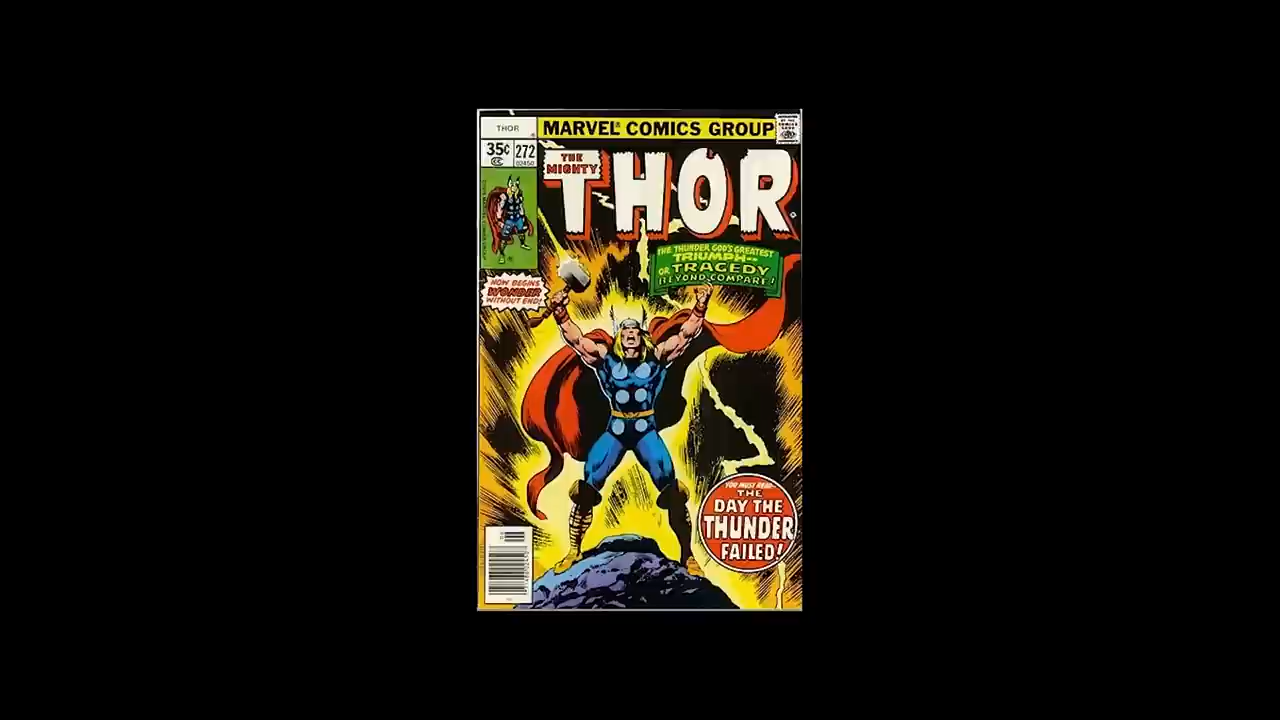 THOR
MARVEL® COMICS GROUP
35¢
272
02450
THE
MIGHTY
THOR
THE THUNDER GOD'S GREATEST
TRIUMPH--
OR TRAGEDY
BEYOND COMPARE!
NOW BEGINS
WONDER
WITHOUT END!
YOU MUST READ--
THE
DAY THE
THUNDER
FAILED!